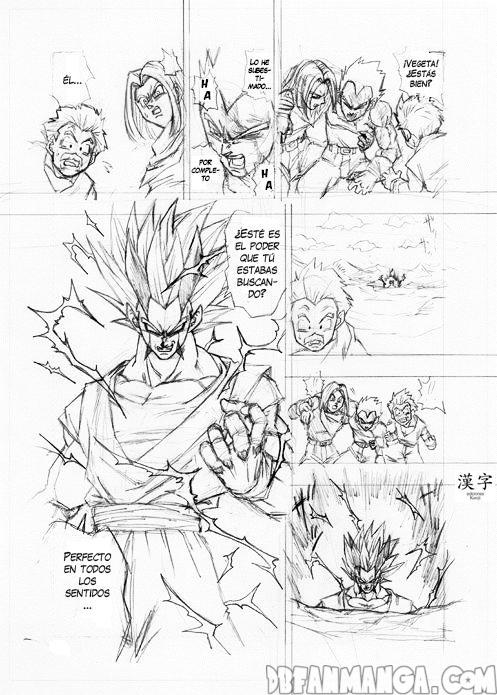 ¡VEGETA!
¿ESTÁS
BIEN?
LO HE
SUBES-
TI-
MADO...
HA
HA
POR
COMPLE-
TO
ÉL...
¿ESTÉ ES
EL PODER
QUE TÚ
ESTABAS
BUSCAN-
DO?
PERFECTO
EN TODOS
LOS
SENTIDOS
...
漢字
ediciones
Kanji
DBFANMANGA.COM